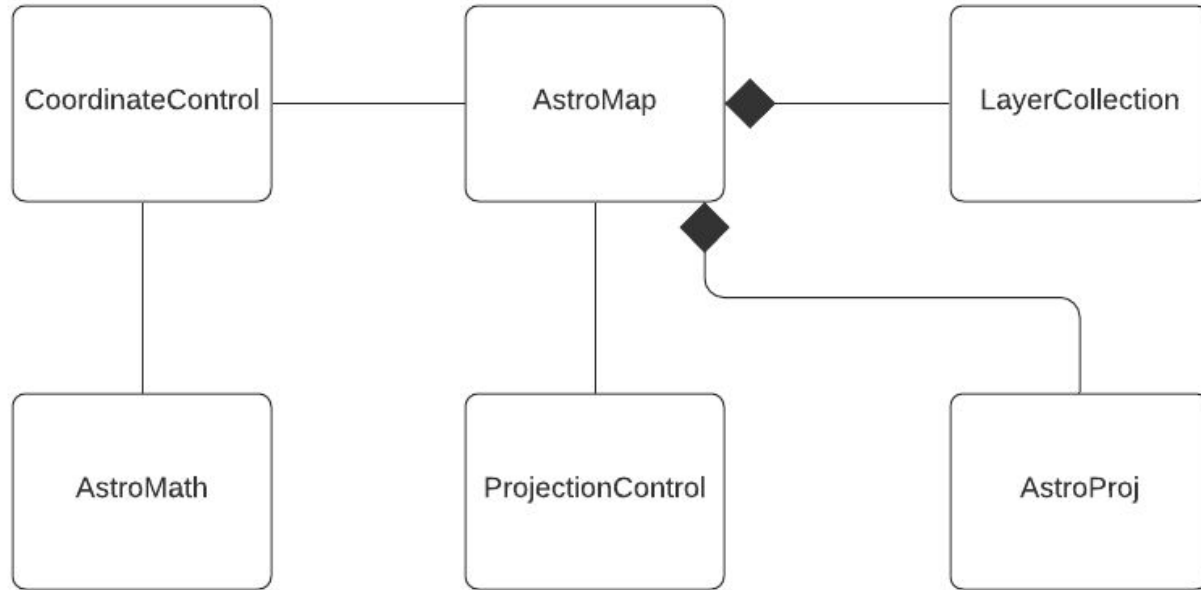 CoordinateControl
AstroMap
LayerCollection
AstroMath
ProjectionControl
AstroProj